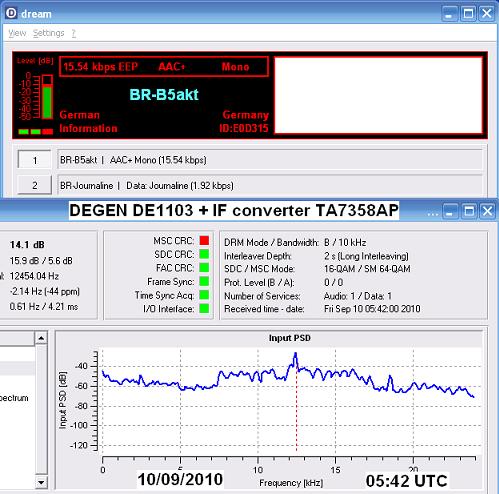 dream
View Settings ?
Level [dB]
0
-10
-20
-30
-40
-50
15.54 kbps EEP AAC+ Mono
BR-B5akt
German Germany
Information ID:E0D315
1 BR-B5akt | AAC+ Mono (15.54 kbps)
2 BR-Journaline | Data: Journaline (1.92 kbps)
DEGEN DE1103 + IF converter TA7358AP
14.1 dB
15.9 dB / 5.6 dB
12454.04 Hz
-2.14 Hz (-44 ppm)
0.61 Hz / 4.21 ms
MSC CRC:
SDC CRC:
FAC CRC:
Frame Sync:
Time Sync Acq:
I/O Interface:
DRM Mode / Bandwidth: B / 10 kHz
Interleaver Depth: 2 s (Long Interleaving)
SDC / MSC Mode: 16-QAM / SM 64-QAM
Prot. Level (B / A): 0 / 0
Number of Services: Audio: 1 / Data: 1
Received time - date: Fri Sep 10 05:42:00 2010
Input PSD
Input PSD [dB]
-40
-60
-80
-100
-120
0 5 10 15 20
Frequency [kHz]
10/09/2010
05:42 UTC